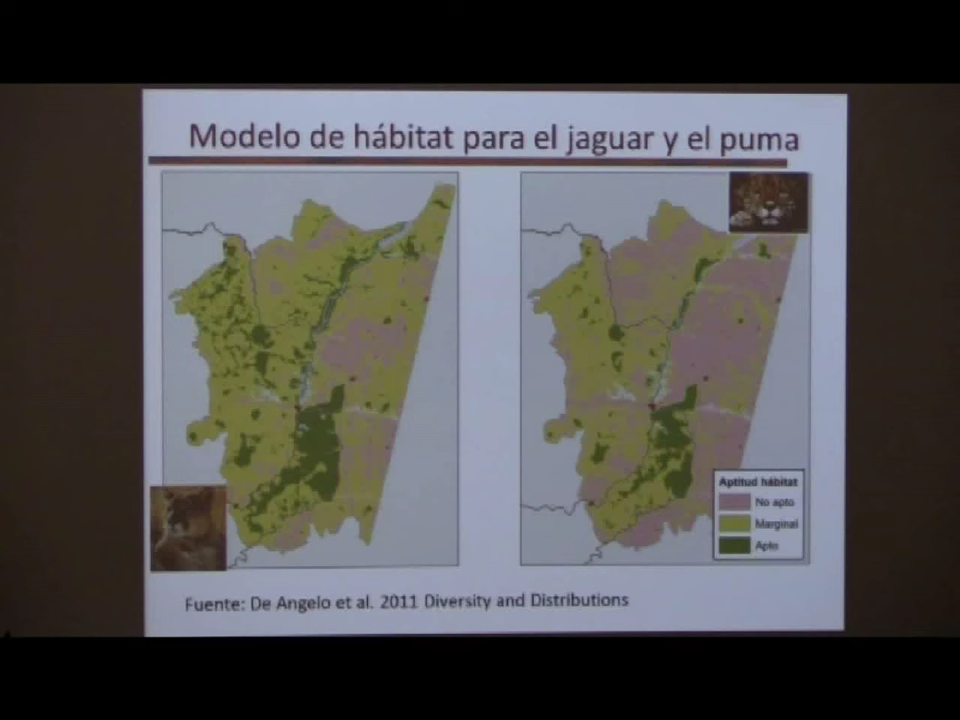 Modelo de hábitat para el jaguar y el puma
Aptitud hábitat
No apto
Marginal
Apto
Fuente: De Angelo et al. 2011 Diversity and Distributions